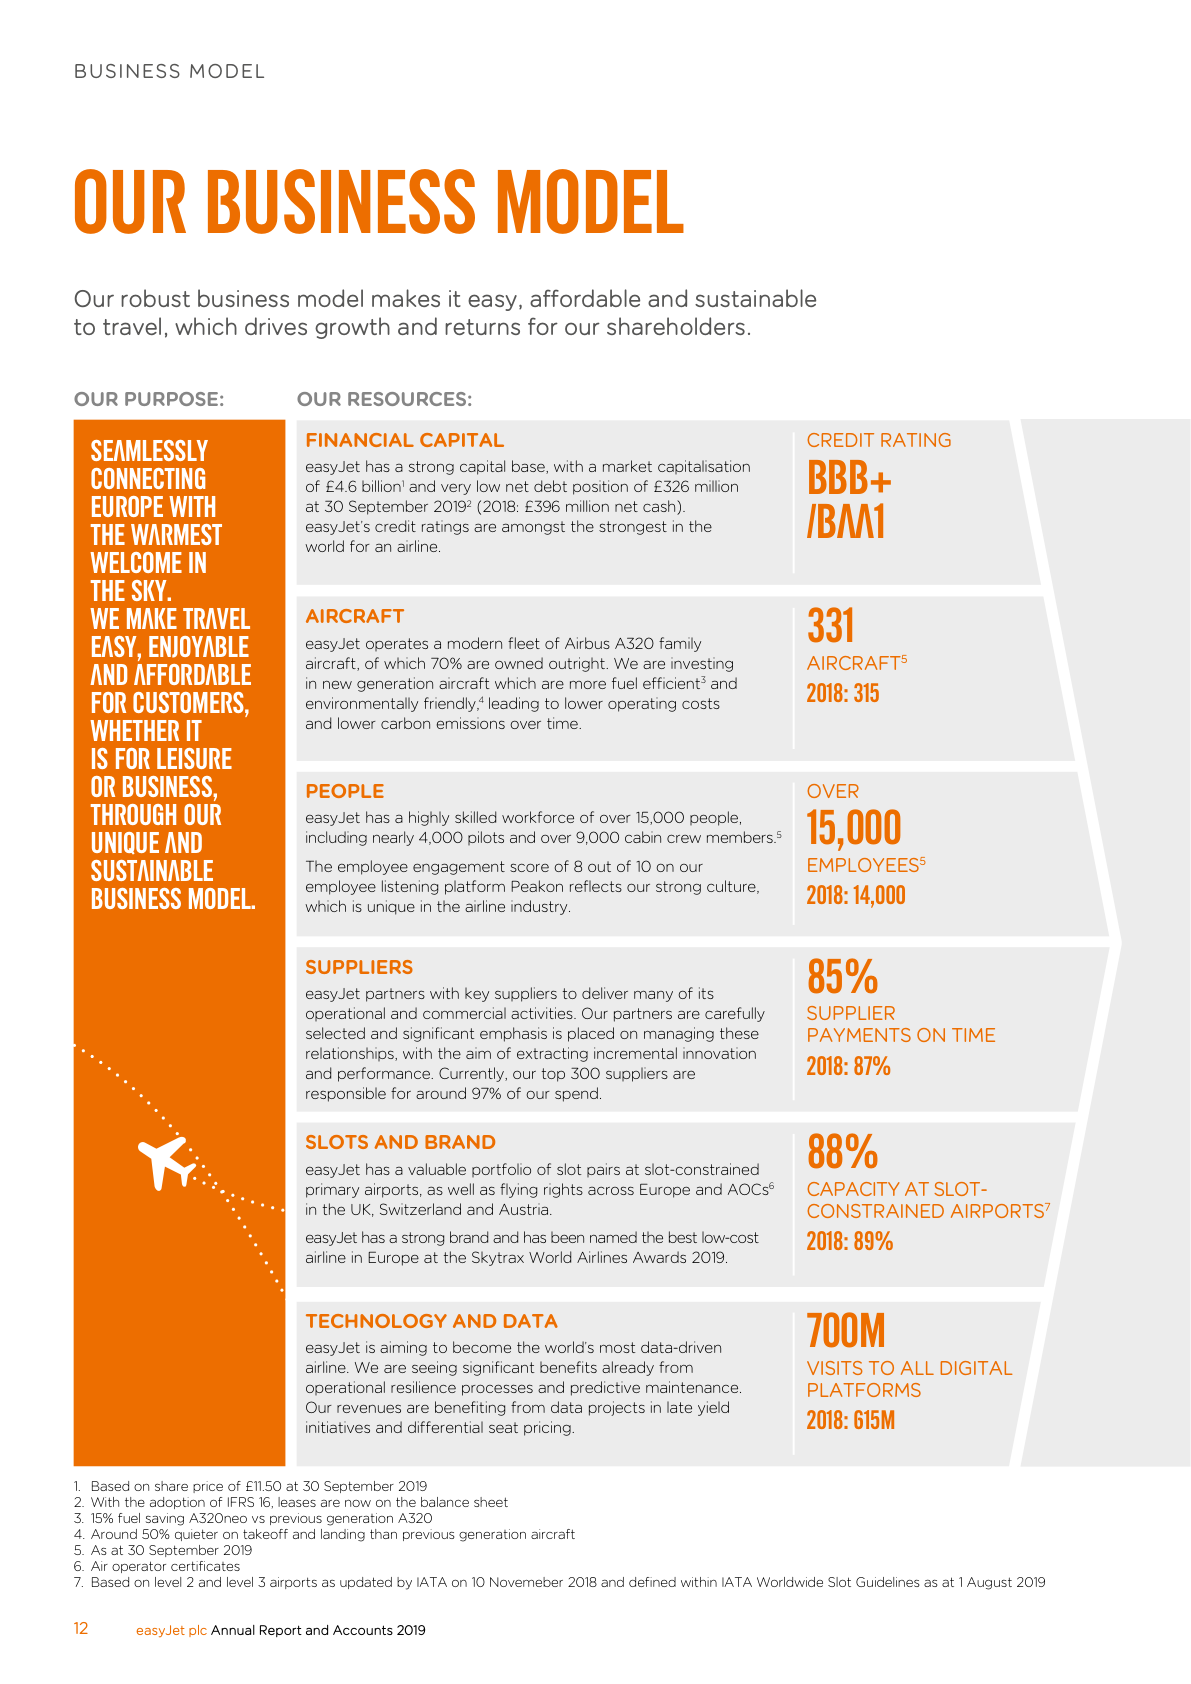 BUSINESS MODEL
OUR BUSINESS MODEL
Our robust business model makes it easy, affordable and sustainable
to travel, which drives growth and returns for our shareholders.
OUR PURPOSE:
SEAMLESSLY
CONNECTING
EUROPE WITH
THE WARMEST
WELCOME IN
THE SKY.
WE MAKE TRAVEL
EASY, ENJOYABLE
AND AFFORDABLE
FOR CUSTOMERS,
WHETHER IT
IS FOR LEISURE
OR BUSINESS,
THROUGH OUR
UNIQUE AND
SUSTAINABLE
BUSINESS MODEL.
OUR RESOURCES:
FINANCIAL CAPITAL
easyJet has a strong capital base, with a market capitalisation
of £4.6 billion¹ and very low net debt position of £326 million
at 30 September 2019² (2018: £396 million net cash).
easyJet's credit ratings are amongst the strongest in the
world for an airline.
CREDIT RATING
BBB+
/BAA1
AIRCRAFT
easyJet operates a modern fleet of Airbus A320 family
aircraft, of which 70% are owned outright. We are investing
in new generation aircraft which are more fuel efficient³ and
environmentally friendly,⁴ leading to lower operating costs
and lower carbon emissions over time.
331
AIRCRAFT⁵
2018: 315
PEOPLE
easyJet has a highly skilled workforce of over 15,000 people,
including nearly 4,000 pilots and over 9,000 cabin crew members.⁵
The employee engagement score of 8 out of 10 on our
employee listening platform Peakon reflects our strong culture,
which is unique in the airline industry.
OVER
15,000
EMPLOYEES⁵
2018: 14,000
SUPPLIERS
easyJet partners with key suppliers to deliver many of its
operational and commercial activities. Our partners are carefully
selected and significant emphasis is placed on managing these
relationships, with the aim of extracting incremental innovation
and performance. Currently, our top 300 suppliers are
responsible for around 97% of our spend.
85%
SUPPLIER
PAYMENTS ON TIME
2018: 87%
SLOTS AND BRAND
easyJet has a valuable portfolio of slot pairs at slot-constrained
primary airports, as well as flying rights across Europe and AOCs⁶
in the UK, Switzerland and Austria.
easyJet has a strong brand and has been named the best low-cost
airline in Europe at the Skytrax World Airlines Awards 2019.
88%
CAPACITY AT SLOT-
CONSTRAINED AIRPORTS⁷
2018: 89%
TECHNOLOGY AND DATA
easyJet is aiming to become the world's most data-driven
airline. We are seeing significant benefits already from
operational resilience processes and predictive maintenance.
Our revenues are benefiting from data projects in late yield
initiatives and differential seat pricing.
700M
VISITS TO ALL DIGITAL
PLATFORMS
2018: 615M
1. Based on share price of £11.50 at 30 September 2019
2. With the adoption of IFRS 16, leases are now on the balance sheet
3. 15% fuel saving A320neo vs previous generation A320
4. Around 50% quieter on takeoff and landing than previous generation aircraft
5. As at 30 September 2019
6. Air operator certificates
7. Based on level 2 and level 3 airports as updated by IATA on 10 Novemeber 2018 and defined within IATA Worldwide Slot Guidelines as at 1 August 2019
12 easyJet plc Annual Report and Accounts 2019